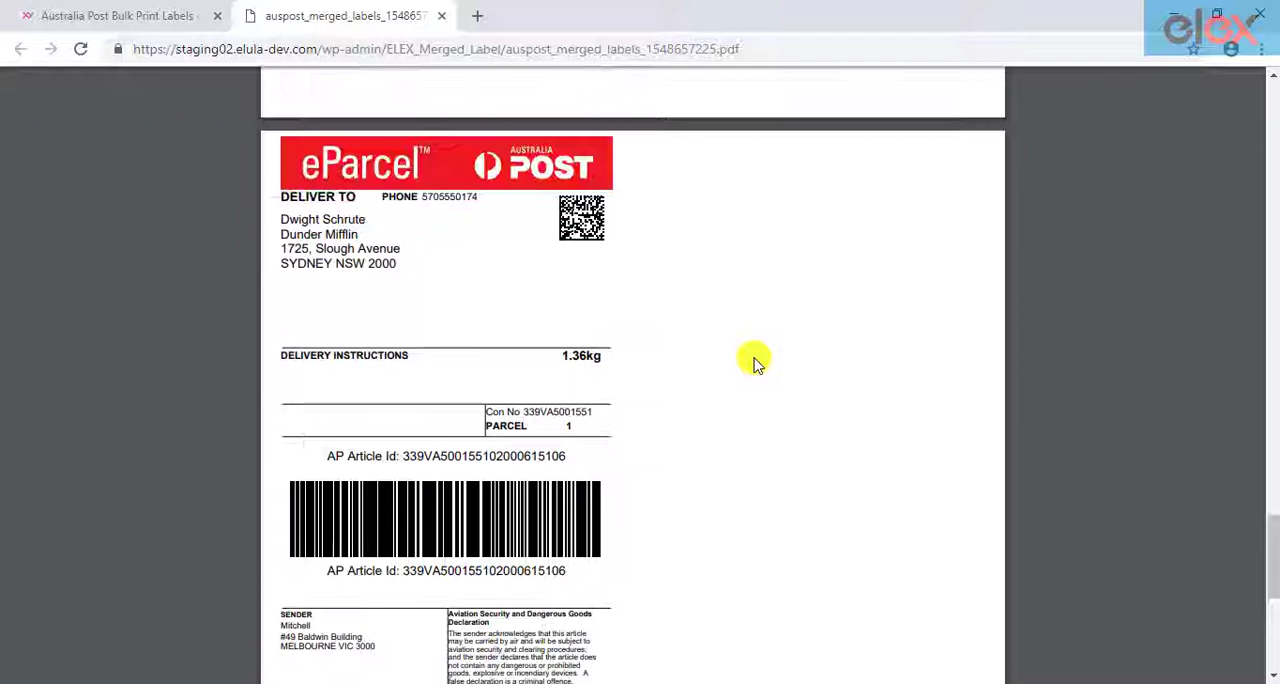 Australia Post Bulk Print Labels
auspost_merged_labels_15486572
elex
https://staging02.elula-dev.com/wp-admin/ELEX_Merged_Label/auspost_merged_labels_1548657225.pdf
eParcel™
AUSTRALIA
POST
DELIVER TO PHONE 5705550174
Dwight Schrute
Dunder Mifflin
1725, Slough Avenue
SYDNEY NSW 2000
DELIVERY INSTRUCTIONS 1.36kg
Con No 339VA5001551
PARCEL 1
AP Article Id: 339VA500155102000615106
AP Article Id: 339VA500155102000615106
SENDER
Mitchell
#49 Baldwin Building
MELBOURNE VIC 3000
Aviation Security and Dangerous Goods
Declaration
The sender acknowledges that this article
may be carried by air and will be subject to
aviation security and clearing procedures,
and the sender declares that the article does
not contain any dangerous or prohibited
goods, explosive or incendiary devices. A
false declaration is a criminal offence.